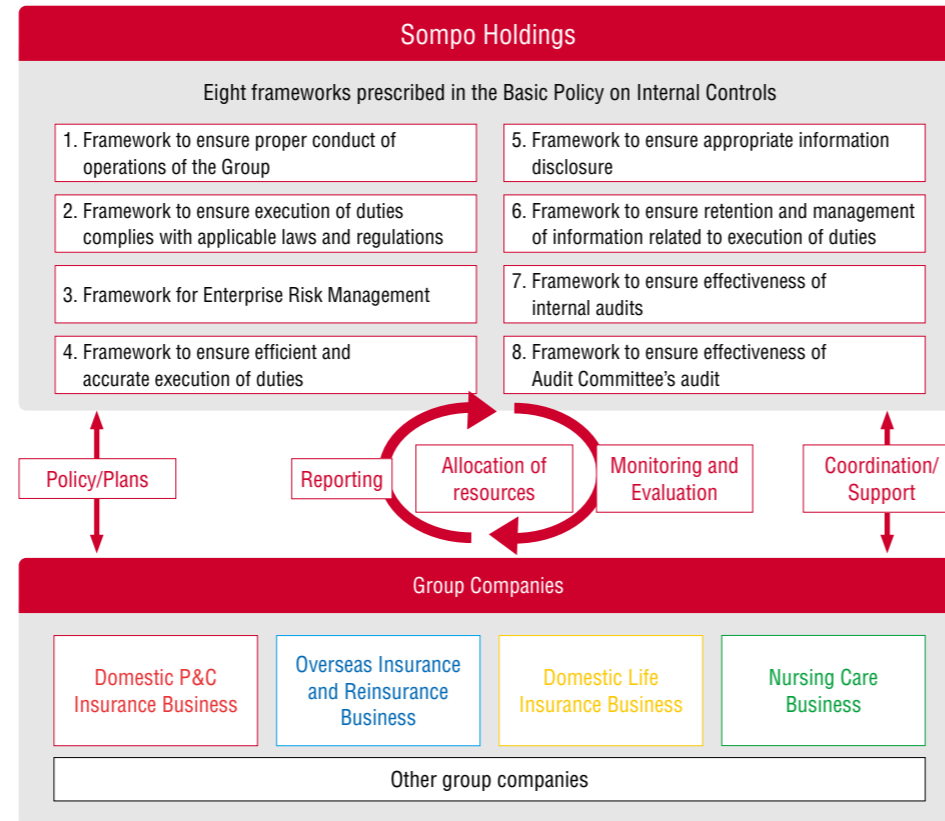 Sompo Holdings
Eight frameworks prescribed in the Basic Policy on Internal Controls
1. Framework to ensure proper conduct of
operations of the Group
2. Framework to ensure execution of duties
complies with applicable laws and regulations
3. Framework for Enterprise Risk Management
4. Framework to ensure efficient and
accurate execution of duties
5. Framework to ensure appropriate information
disclosure
6. Framework to ensure retention and management
of information related to execution of duties
7. Framework to ensure effectiveness of
internal audits
8. Framework to ensure effectiveness of
Audit Committee's audit
Policy/Plans
Reporting
Allocation of
resources
Monitoring and
Evaluation
Coordination/
Support
Group Companies
Domestic P&C
Insurance Business
Overseas Insurance
and Reinsurance
Business
Domestic Life
Insurance Business
Nursing Care
Business
Other group companies